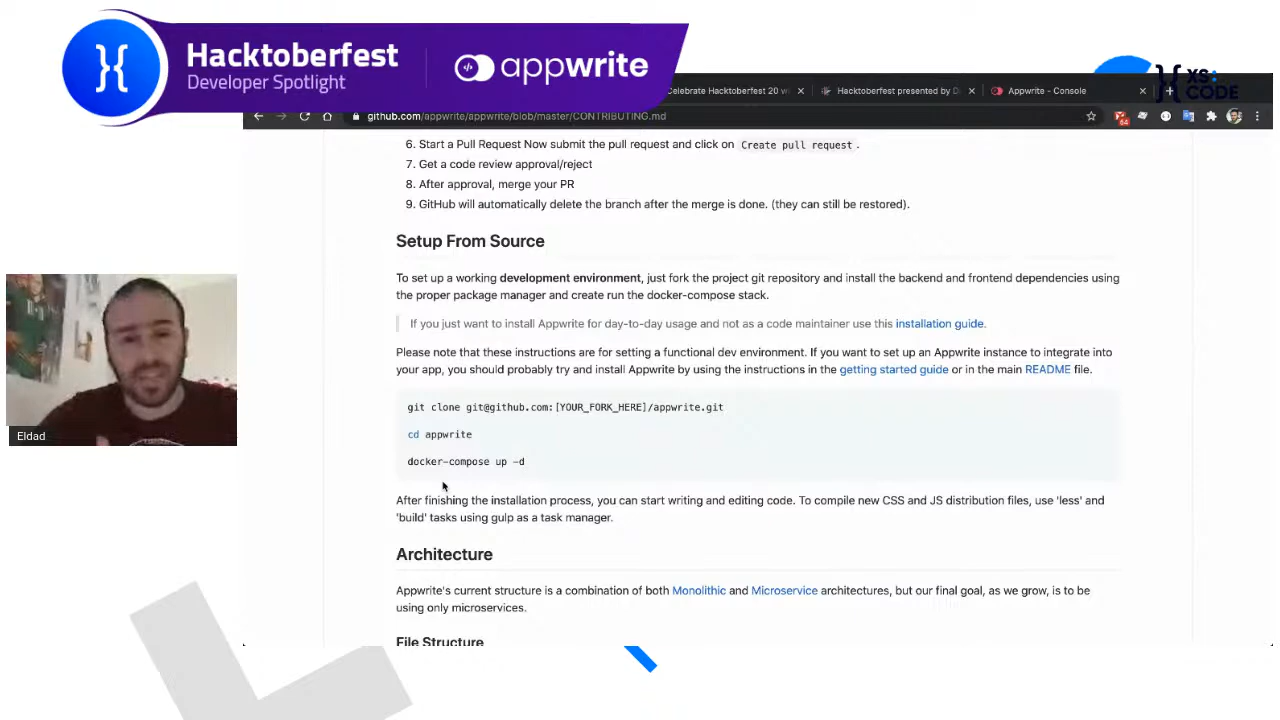 Hacktoberfest
Developer Spotlight
appwrite
XS:
CODE
Celebrate Hacktoberfest 20
Hacktoberfest presented by D
Appwrite - Console
github.com/appwrite/appwrite/blob/master/CONTRIBUTING.md
64
6. Start a Pull Request Now submit the pull request and click on Create pull request.
7. Get a code review approval/reject
8. After approval, merge your PR
9. GitHub will automatically delete the branch after the merge is done. (they can still be restored).
Setup From Source
To set up a working development environment, just fork the project git repository and install the backend and frontend dependencies using
the proper package manager and create run the docker-compose stack.
If you just want to install Appwrite for day-to-day usage and not as a code maintainer use this installation guide.
Please note that these instructions are for setting a functional dev environment. If you want to set up an Appwrite instance to integrate into
your app, you should probably try and install Appwrite by using the instructions in the getting started guide or in the main README file.
git clone git@github.com:[YOUR_FORK_HERE]/appwrite.git
cd appwrite
docker-compose up -d
After finishing the installation process, you can start writing and editing code. To compile new CSS and JS distribution files, use 'less' and
'build' tasks using gulp as a task manager.
Architecture
Appwrite's current structure is a combination of both Monolithic and Microservice architectures, but our final goal, as we grow, is to be
using only microservices.
File Structure
Eldad